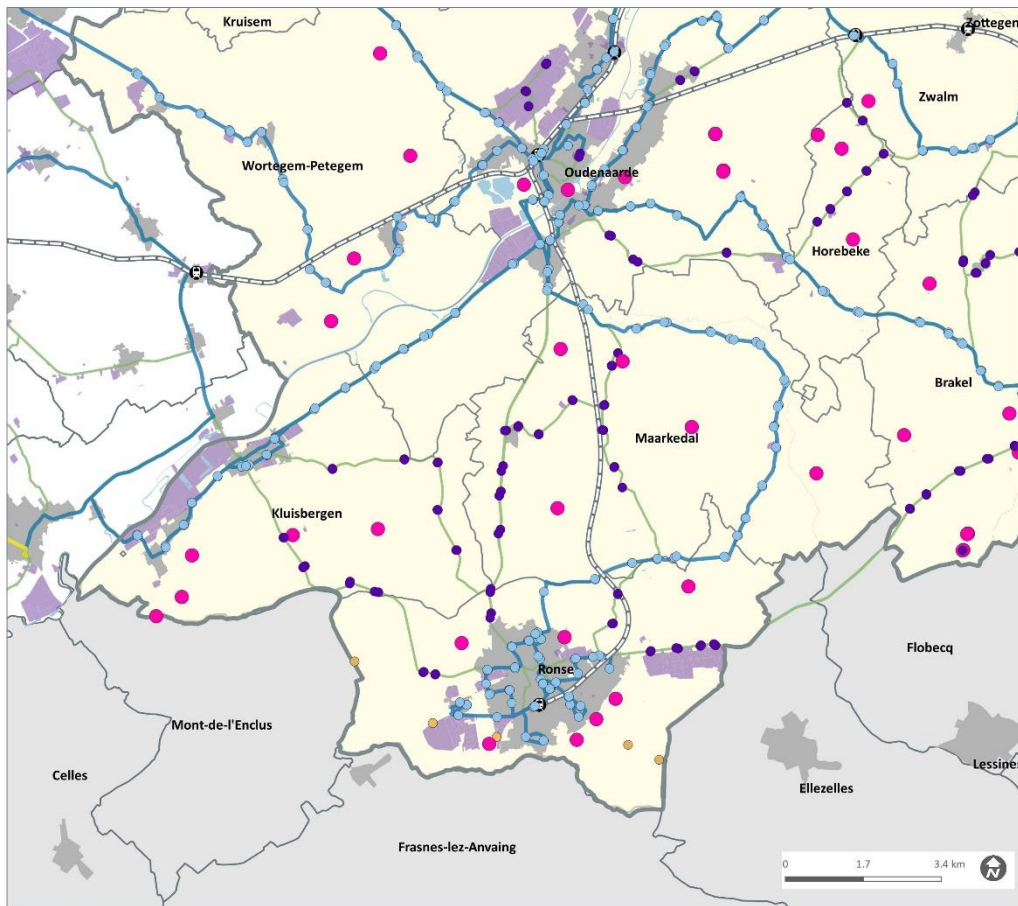 Kruisem
Zottegem
Zwalm
Wortegem-Petegem
Oudenaarde
Horebeke
Brakel
Maarkedal
Kluisbergen
Ronse
Flobecq
Mont-de-l'Enclus
Celles
Lessines
Ellezelles
Frasnes-lez-Anvaing
0 1.7 3.4 km
N